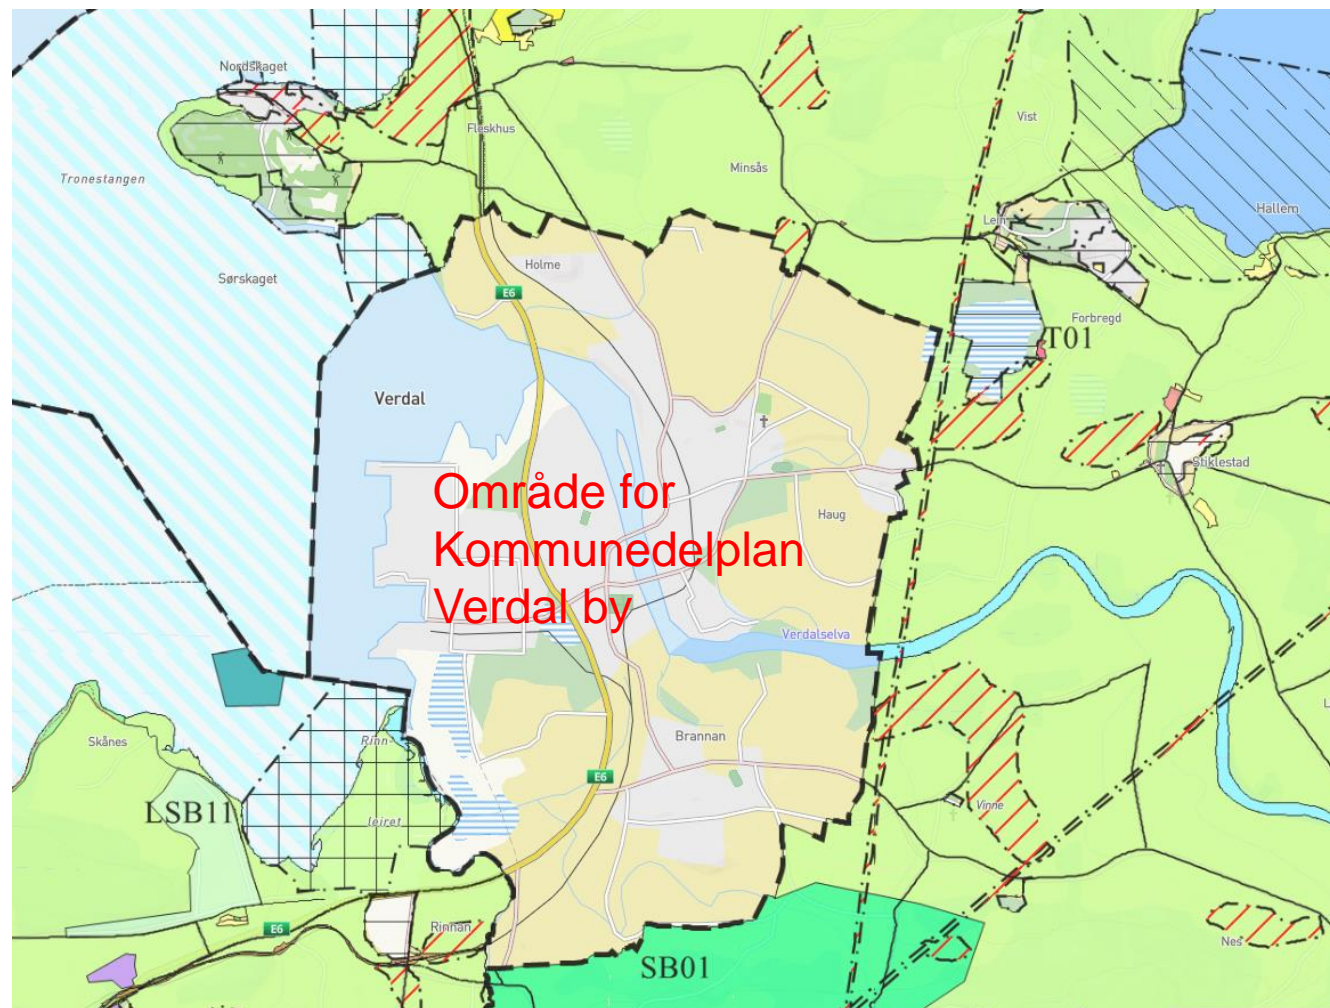 Nordskaget
Fleskhus
Vist
Minsås
Tronestangen
Hallem
Lein
Holme
Sørskaget
E6
Forbregd
T01
Verdal
Stiklestad
Område for
Kommunedelplan
Verdal by
Haug
Verdalselva
Skånes
Rinn-
Brannan
E6
LSB11
leiret
Vinne
E6
Rinnan
Nes
SB01